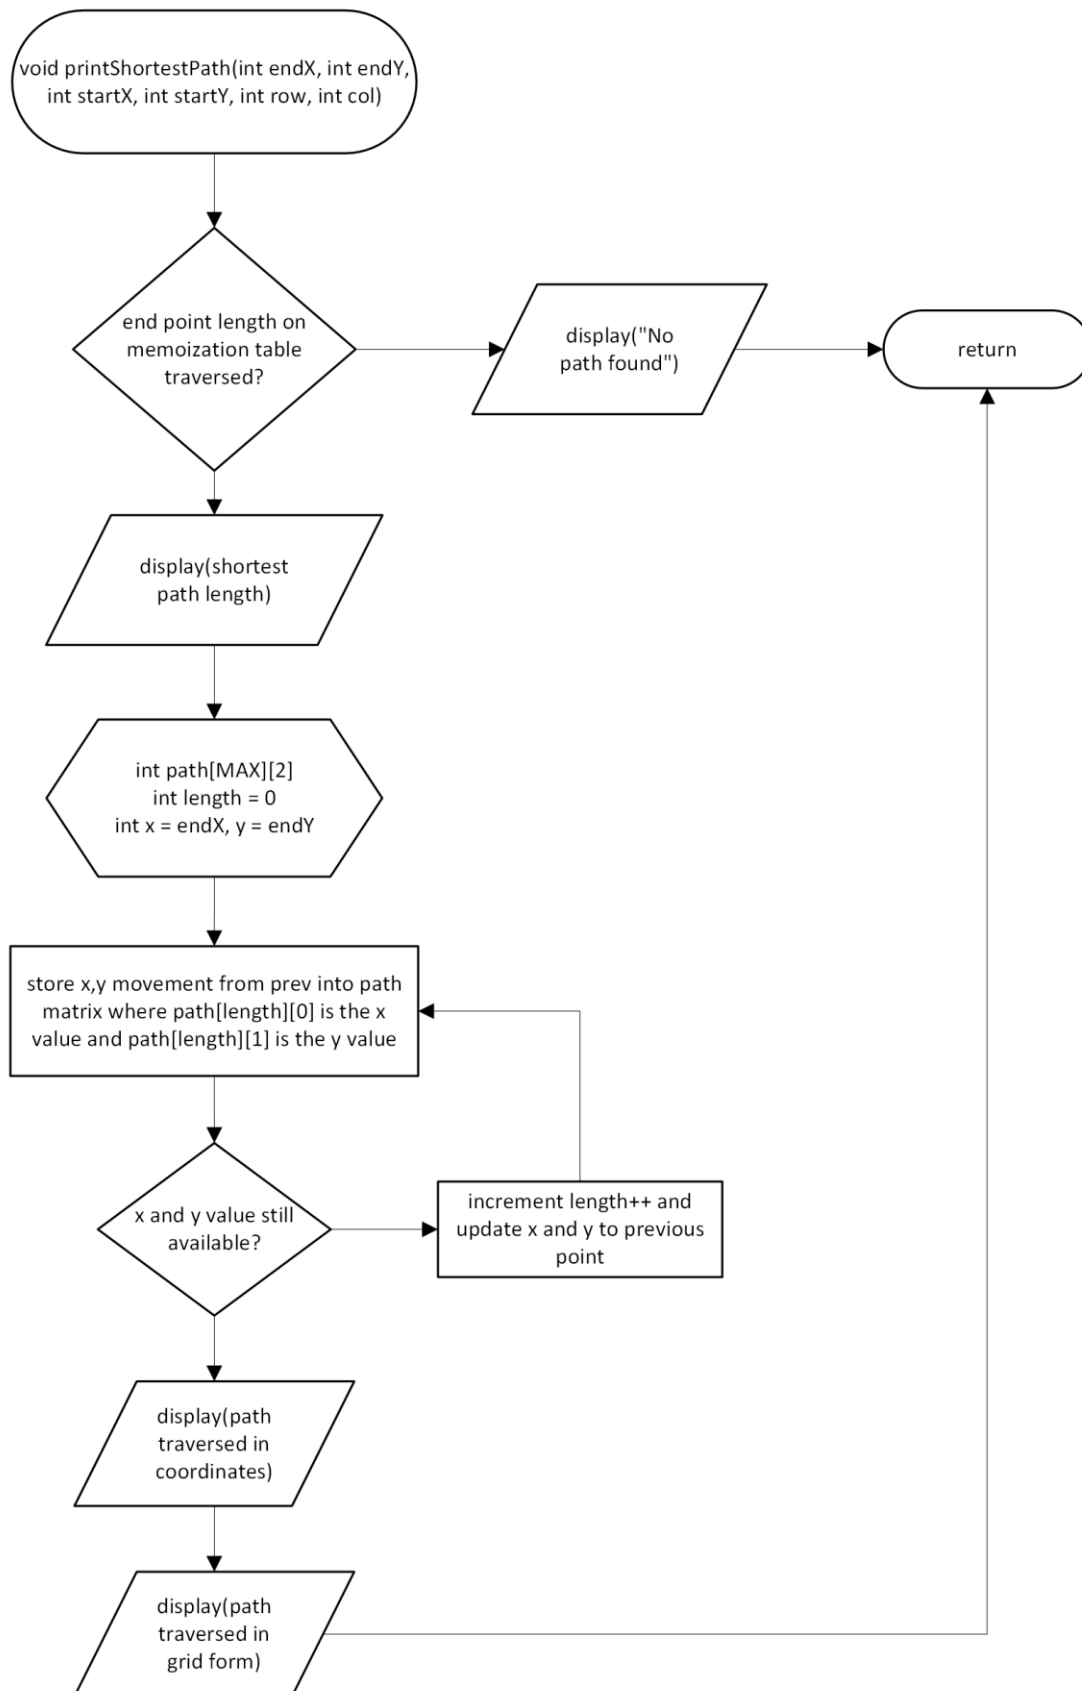 void printShortestPath(int endX, int endY,
int startX, int startY, int row, int col)
end point length on
memoization table
traversed?
display("No
path found")
return
display(shortest
path length)
int path[MAX][2]
int length = 0
int x = endX, y = endY
store x,y movement from prev into path
matrix where path[length][0] is the x
value and path[length][1] is the y value
x and y value still
available?
increment length++ and
update x and y to previous
point
display(path
traversed in
coordinates)
display(path
traversed in
grid form)